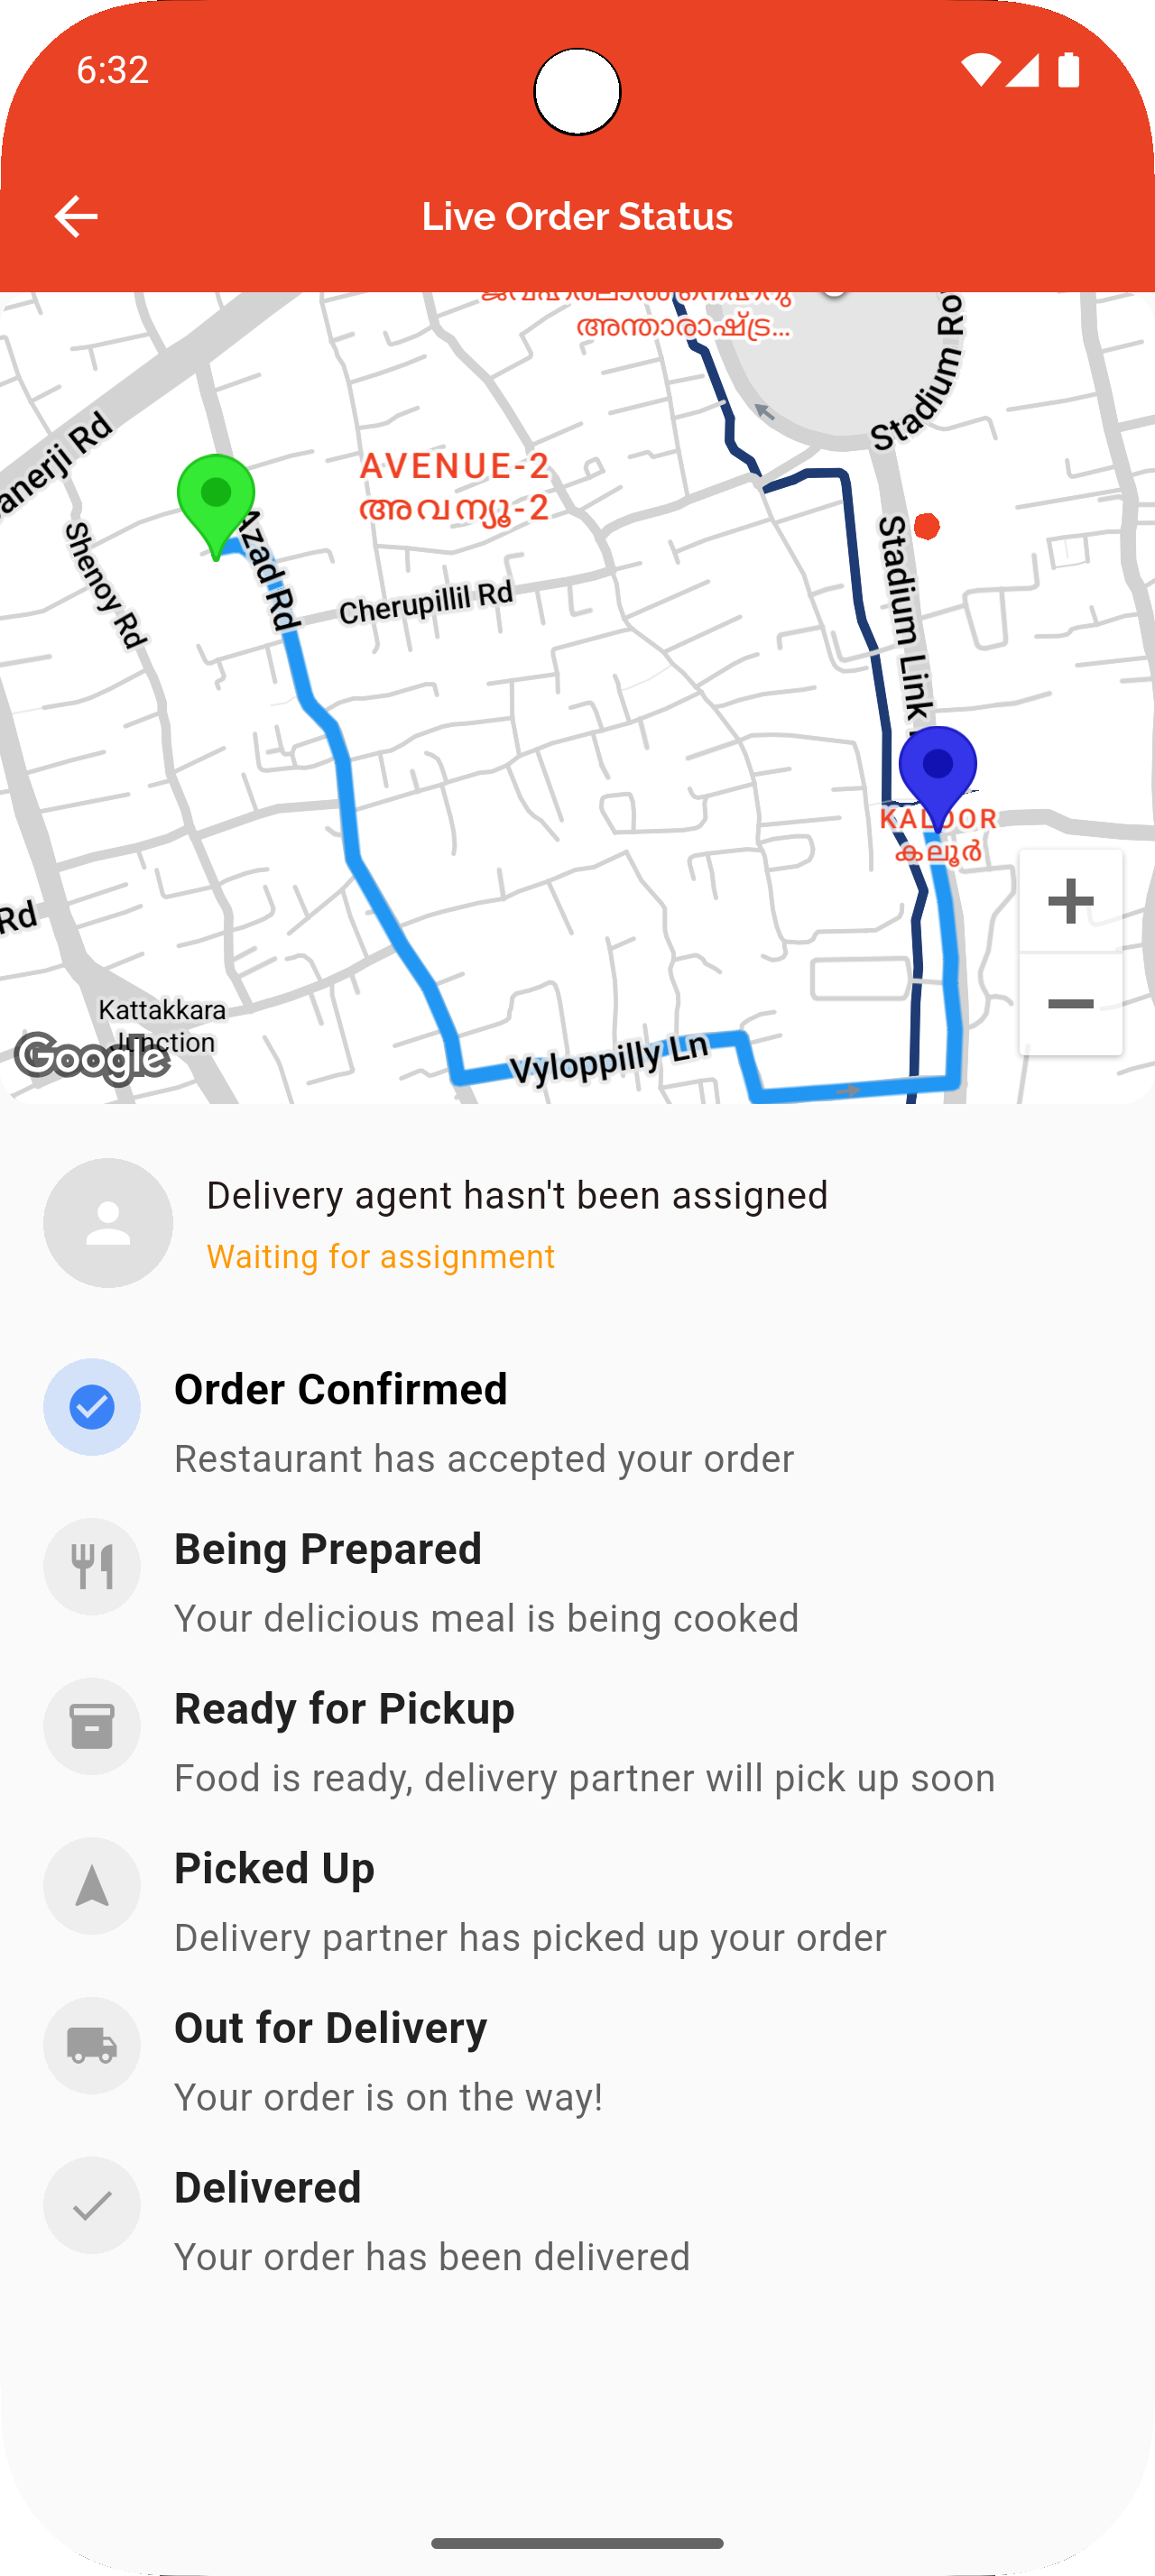 6:32
Live Order Status
ജവഹർലാൽ നെഹ്റു
അന്താരാഷ്ട്ര...
Stadium Ro
anerji Rd
AVENUE-2
അവന്യൂ-2
Azad Rd
Shenoy Rd
Cherupillil Rd
Stadium Link
KALOOR
കലൂർ
Rd
Kattakkara
Junction
Google
Vyloppilly Ln
Delivery agent hasn't been assigned
Waiting for assignment
Order Confirmed
Restaurant has accepted your order
Being Prepared
Your delicious meal is being cooked
Ready for Pickup
Food is ready, delivery partner will pick up soon
Picked Up
Delivery partner has picked up your order
Out for Delivery
Your order is on the way!
Delivered
Your order has been delivered